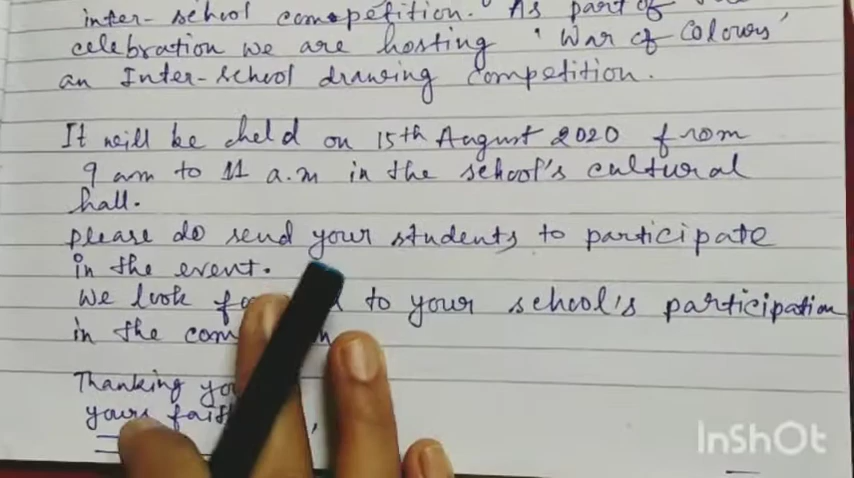 inter-school competition. As part of
celebration we are hosting 'War of Colours'
an Inter-school drawing competition.
It will be held on 15th August 2020 from
9 am to 11 a.m in the school's cultural
hall.
please do send your students to participate
in the event.
We look to your school's participation
in the
Thanking
yours
InShOt